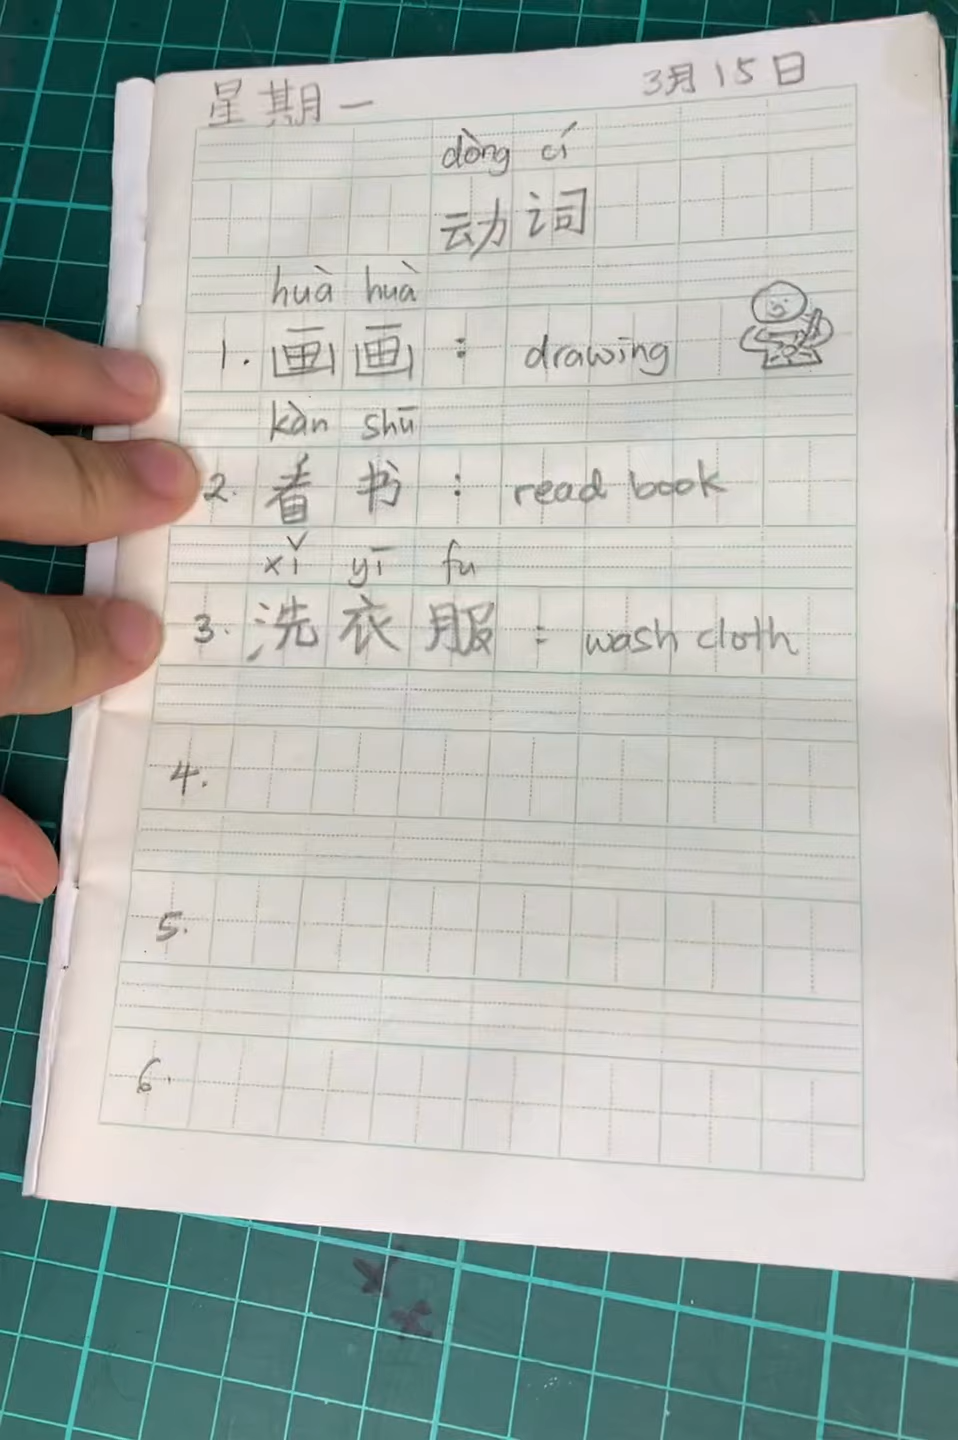 星期一 3月15日
dòng cí
动词
huà huà
1. 画画 : drawing
kàn shū
2. 看书 : read book
xǐ yī fu
3. 洗衣服 : wash cloth
4.
5.
6.